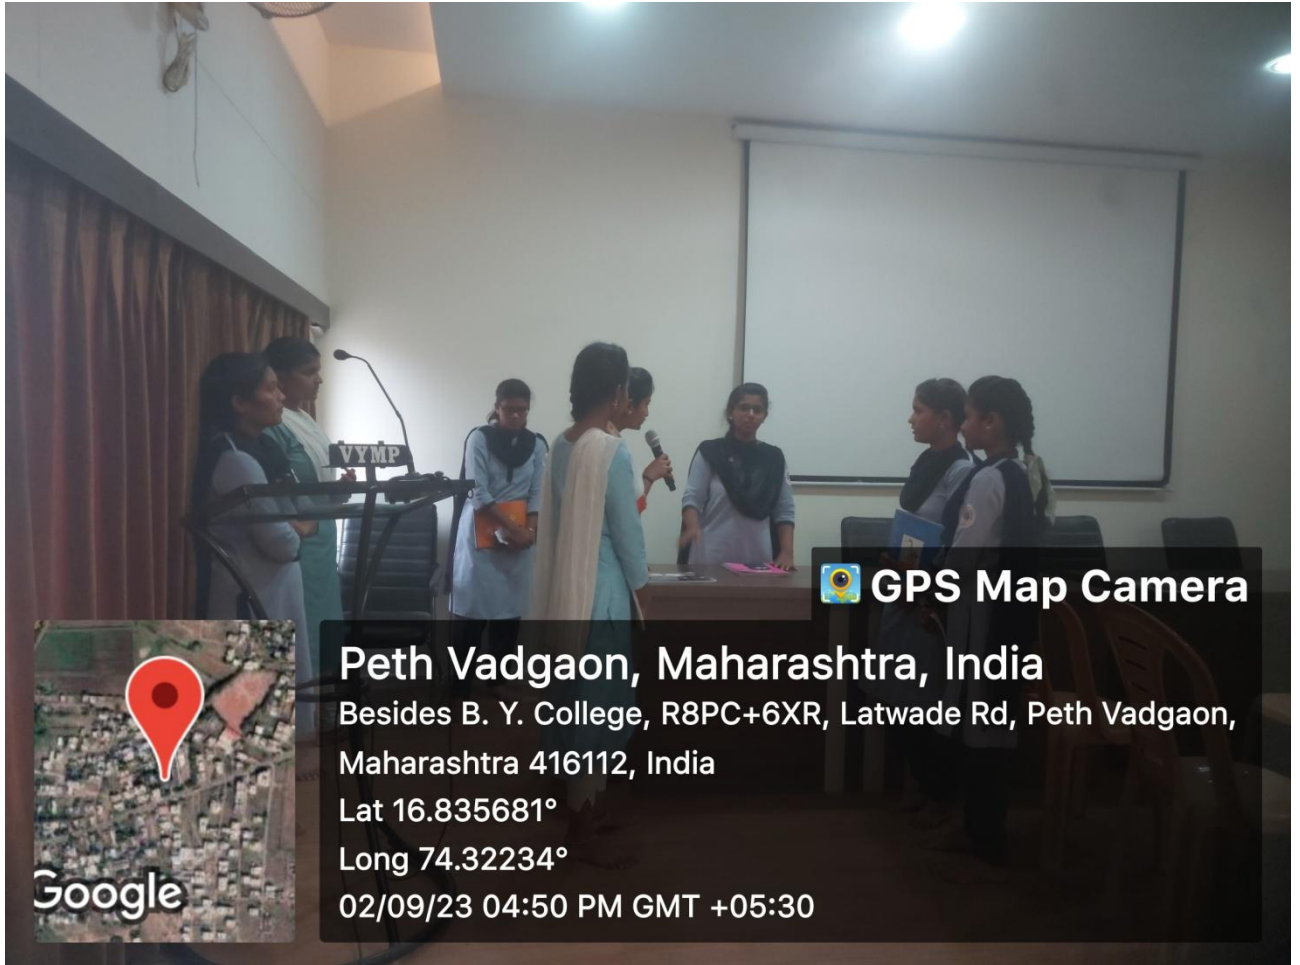 VYMP
GPS Map Camera
Peth Vadgaon, Maharashtra, India
Besides B. Y. College, R8PC+6XR, Latwade Rd, Peth Vadgaon,
Maharashtra 416112, India
Lat 16.835681°
Long 74.32234°
02/09/23 04:50 PM GMT +05:30
Google